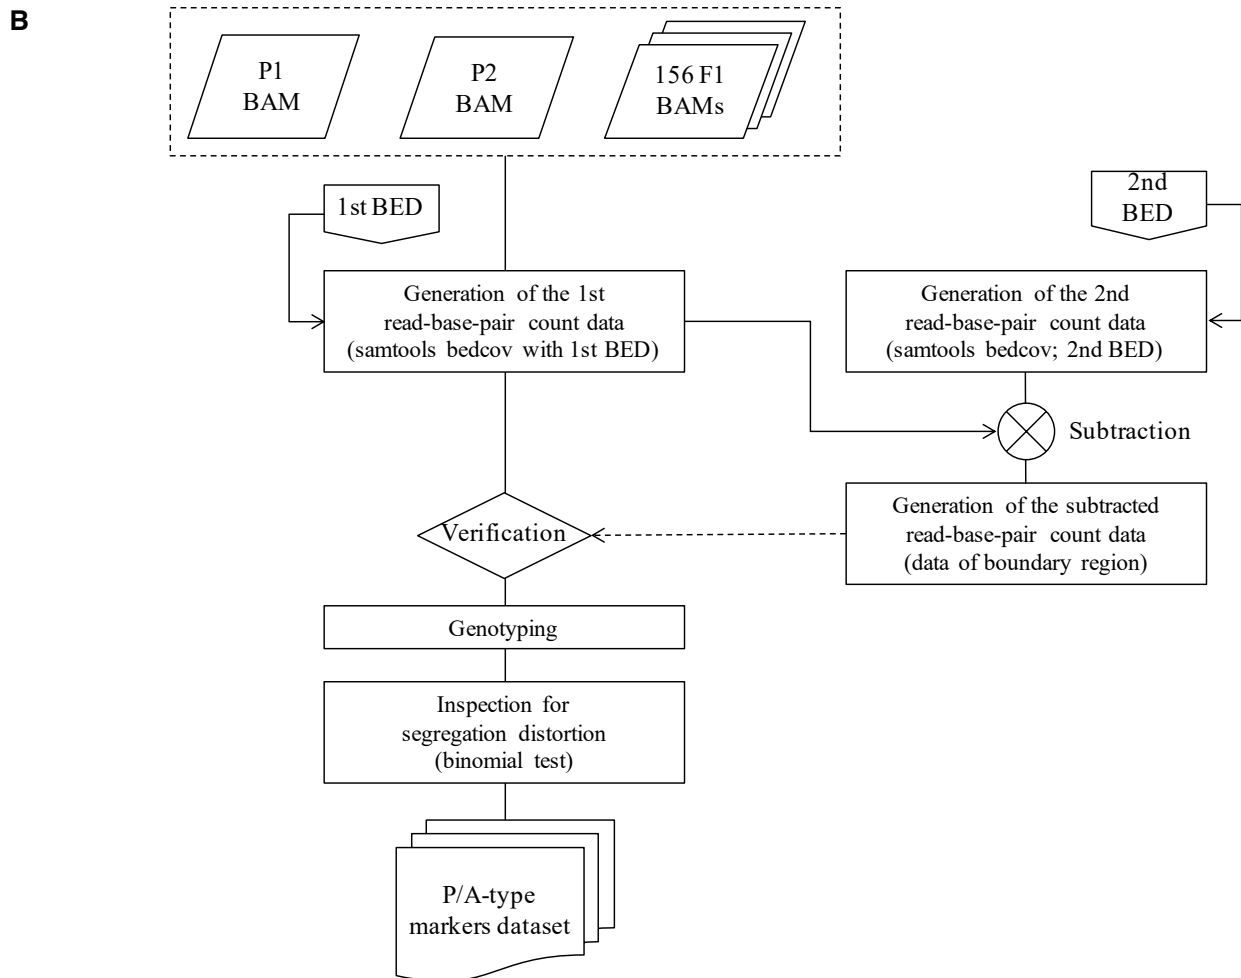 B
P1
BAM
P2
BAM
156 F1
BAMs
1st BED
2nd
BED
Generation of the 1st
read-base-pair count data
(samtools bedcov with 1st BED)
Generation of the 2nd
read-base-pair count data
(samtools bedcov; 2nd BED)
Subtraction
Generation of the subtracted
read-base-pair count data
(data of boundary region)
Verification
Genotyping
Inspection for
segregation distortion
(binomial test)
P/A-type
markers dataset